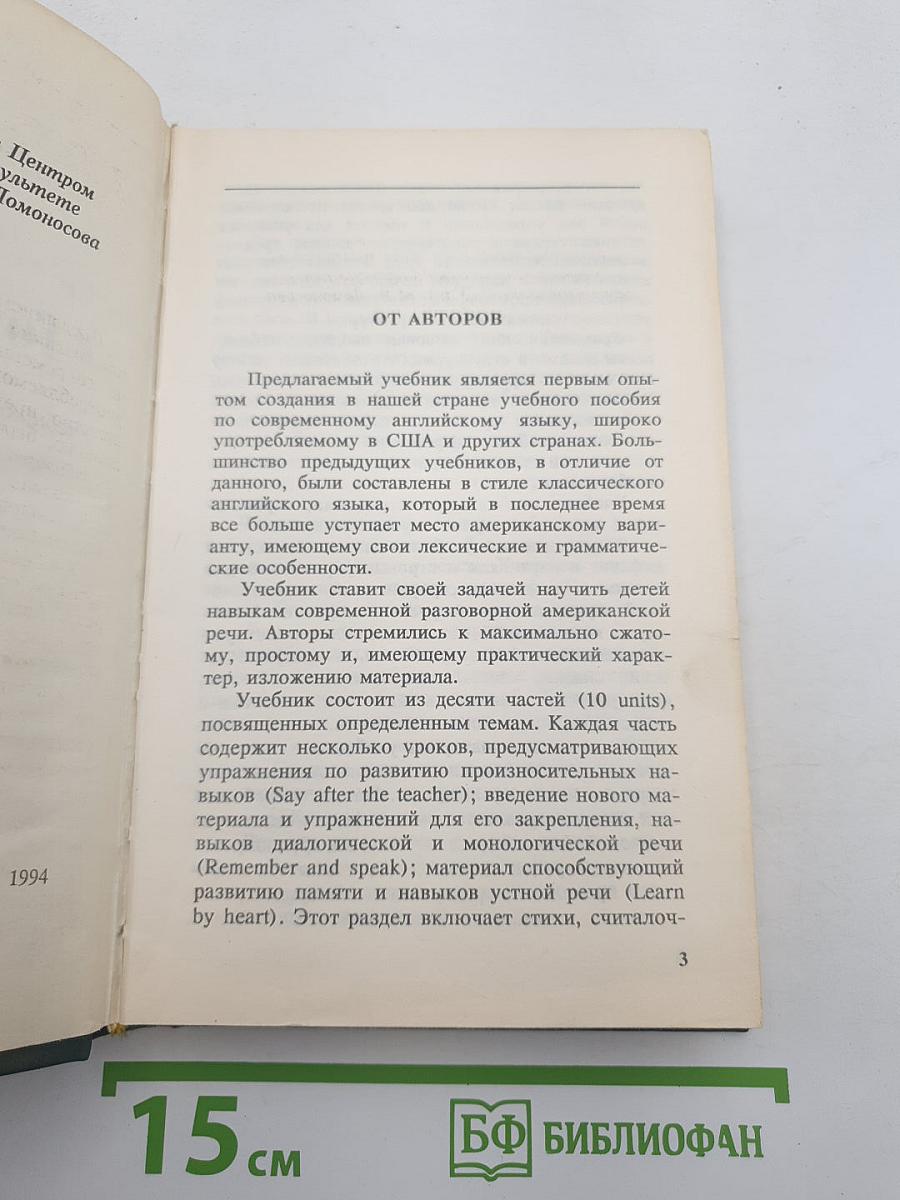 Центром
культете
Ломоносова
1994
ОТ АВТОРОВ
Предлагаемый учебник является первым опы-
том создания в нашей стране учебного пособия
по современному английскому языку, широко
употребляемому в США и других странах. Боль-
шинство предыдущих учебников, в отличие от
данного, были составлены в стиле классического
английского языка, который в последнее время
все больше уступает место американскому вари-
анту, имеющему свои лексические и грамматиче-
ские особенности.
Учебник ставит своей задачей научить детей
навыкам современной разговорной американской
речи. Авторы стремились к максимально сжато-
му, простому и, имеющему практический харак-
тер, изложению материала.
Учебник состоит из десяти частей (10 units),
посвященных определенным темам. Каждая часть
содержит несколько уроков, предусматривающих
упражнения по развитию произносительных на-
выков (Say after the teacher); введение нового ма-
териала и упражнений для его закрепления, на-
выков диалогической и монологической речи
(Remember and speak); материал способствующий
развитию памяти и навыков устной речи (Learn
by heart). Этот раздел включает стихи, считалоч-
3
15 см
БФ БИБЛИОФАН